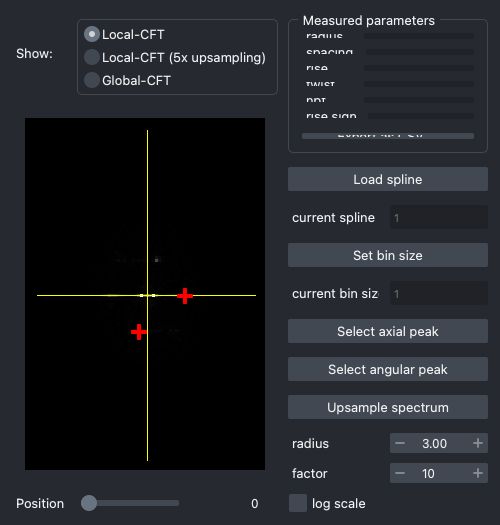 Show:
Local-CFT
Local-CFT (5x upsampling)
Global-CFT
Measured parameters
radius
spacing
rise
twist
npf
rise sign
Load spline
current spline 1
Set bin size
current bin siz 1
Select axial peak
Select angular peak
Upsample spectrum
radius − 3.00 +
factor − 10 +
Position 0
log scale